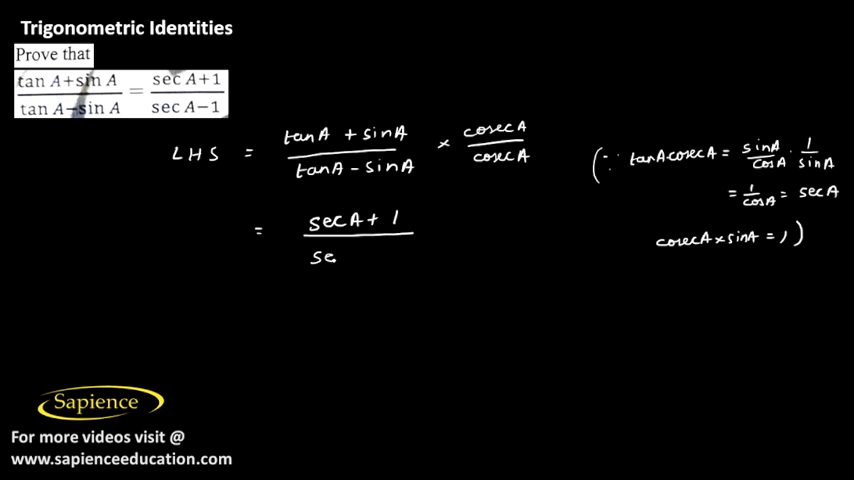 Trigonometric Identities
Prove that
tan A+sin A / tan A−sin A = sec A+1 / sec A−1
LHS = tanA + sinA / tanA - sinA × cosecA / cosecA
(∵ tanA·cosecA = sinA / cosA · 1 / sinA
= 1 / cosA = secA
cosecA × sinA = 1)
= secA + 1 / se
Sapience
For more videos visit @
www.sapienceeducation.com